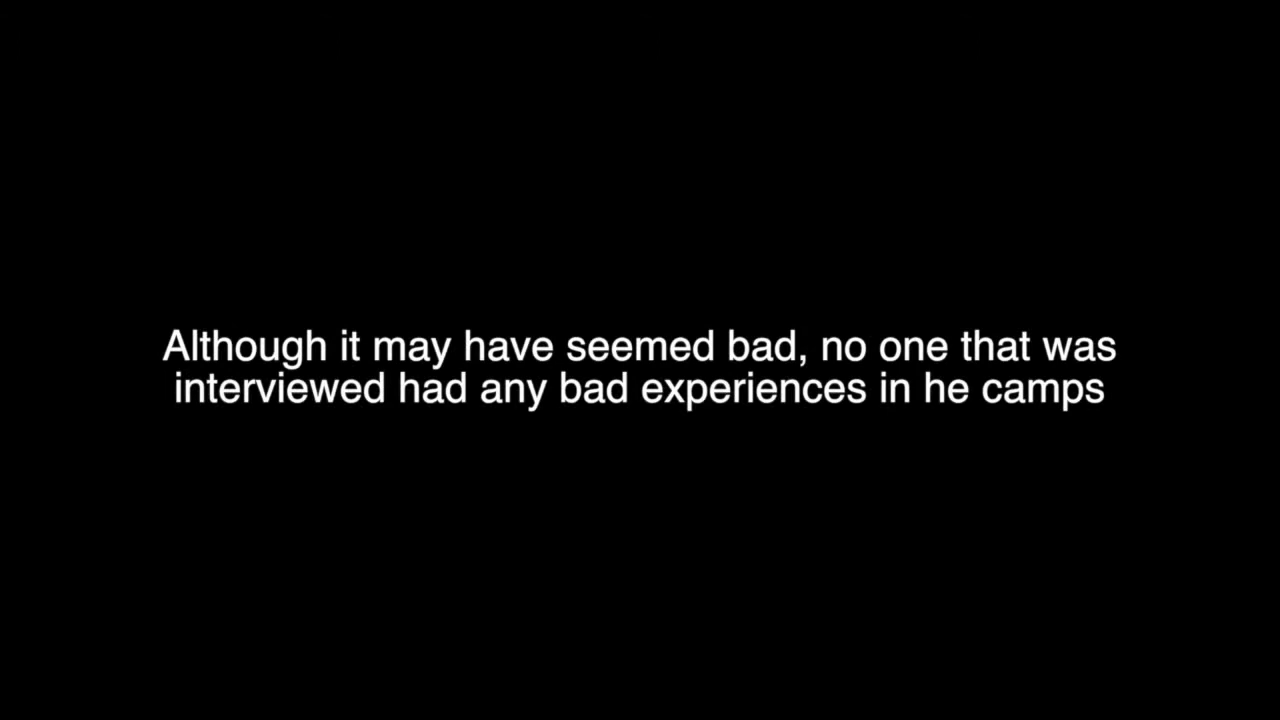 Although it may have seemed bad, no one that was
interviewed had any bad experiences in he camps